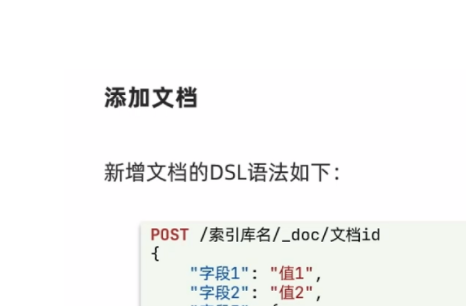 添加文档
新增文档的DSL语法如下：
POST /索引库名/_doc/文档id
{
    "字段1": "值1",
    "字段2": "值2",